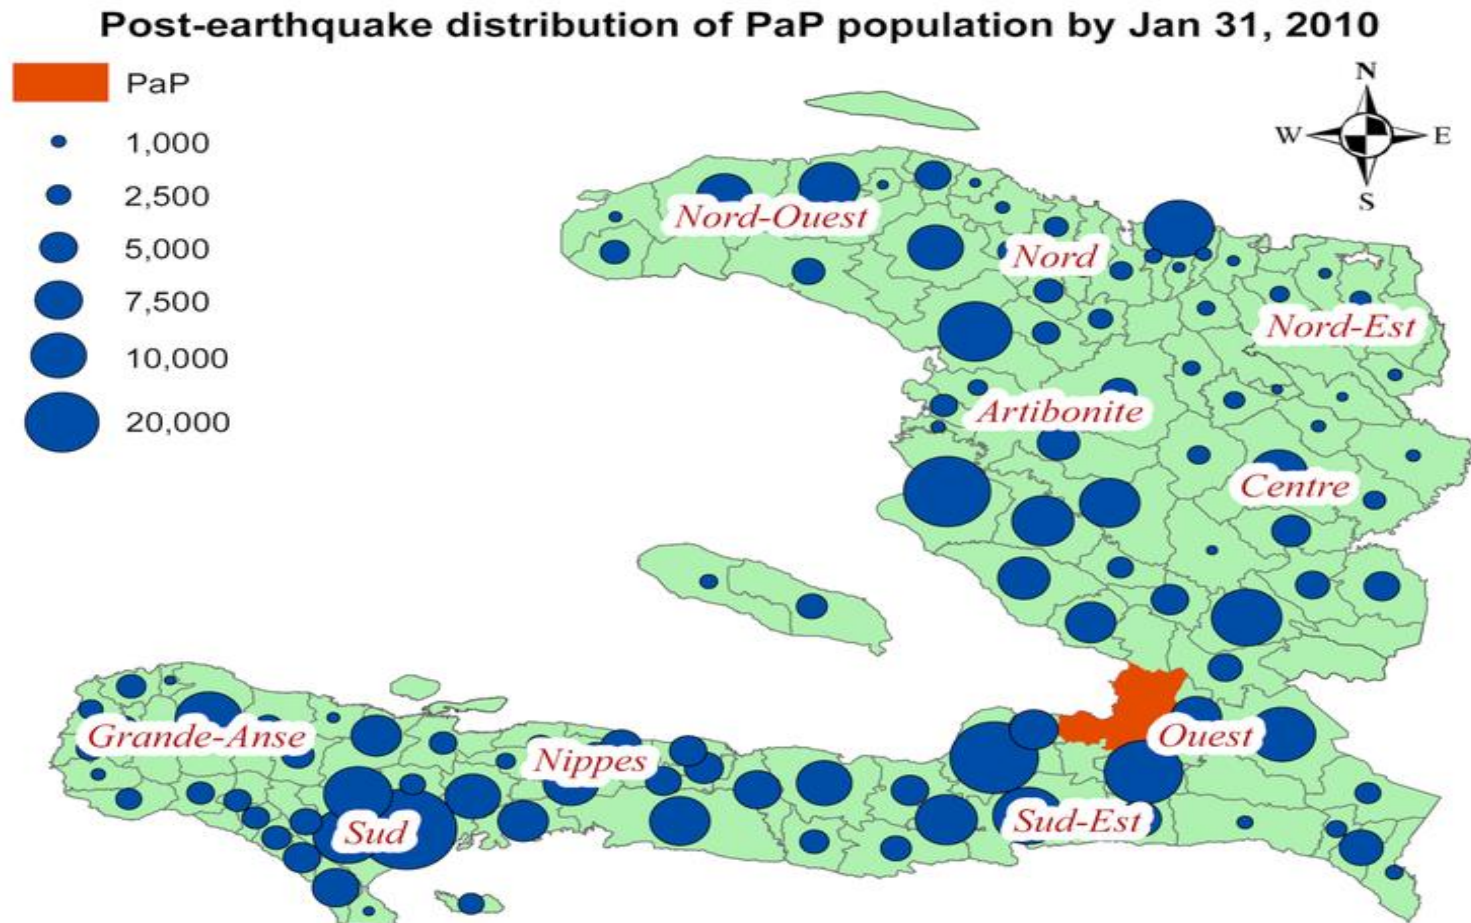 Post-earthquake distribution of PaP population by Jan 31, 2010
PaP
1,000
2,500
5,000
7,500
10,000
20,000
N
W E
S
Nord-Ouest
Nord
Nord-Est
Artibonite
Centre
Grande-Anse
Nippes
Ouest
Sud
Sud-Est